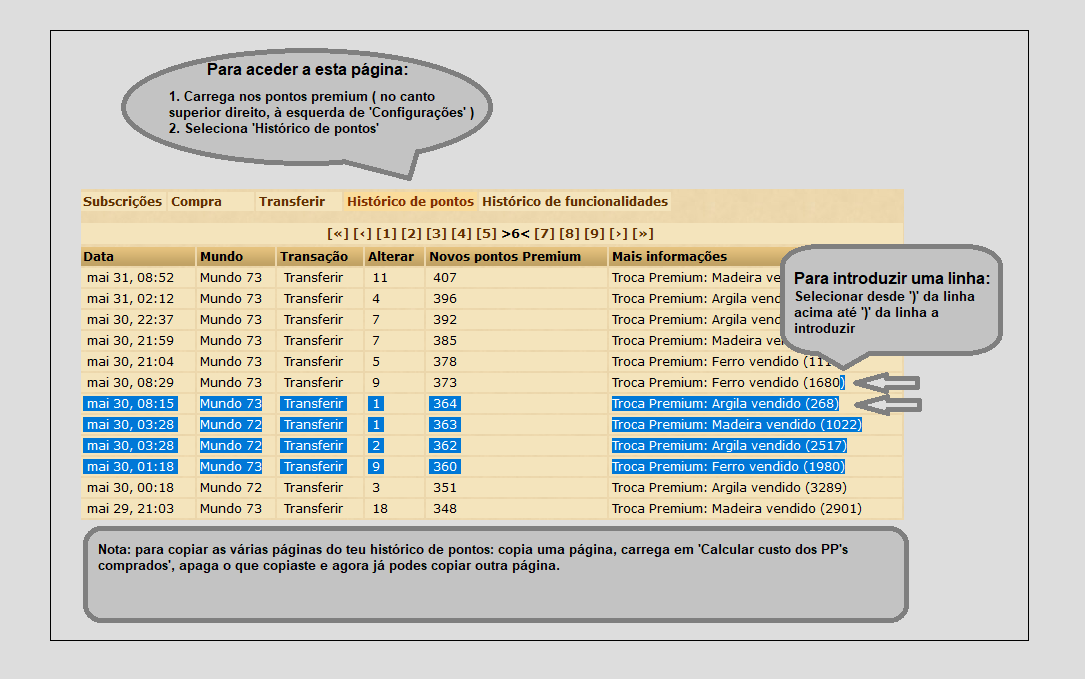 Para aceder a esta página:
1. Carrega nos pontos premium ( no canto
superior direito, à esquerda de 'Configurações' )
2. Seleciona 'Histórico de pontos'
Subscrições Compra Transferir Histórico de pontos Histórico de funcionalidades
[«] [‹] [1] [2] [3] [4] [5] >6< [7] [8] [9] [›] [»]
Data Mundo Transação Alterar Novos pontos Premium Mais informações
mai 31, 08:52 Mundo 73 Transferir 11 407 Troca Premium: Madeira
mai 31, 02:12 Mundo 73 Transferir 4 396 Troca Premium: Argila
mai 30, 22:37 Mundo 73 Transferir 7 392 Troca Premium: Argila
mai 30, 21:59 Mundo 73 Transferir 7 385 Troca Premium: Madeira
mai 30, 21:04 Mundo 73 Transferir 5 378 Troca Premium: Ferro vendido
mai 30, 08:29 Mundo 73 Transferir 9 373 Troca Premium: Ferro vendido (1680)
mai 30, 08:15 Mundo 73 Transferir 1 364 Troca Premium: Argila vendido (268)
mai 30, 03:28 Mundo 72 Transferir 1 363 Troca Premium: Madeira vendido (1022)
mai 30, 03:28 Mundo 72 Transferir 2 362 Troca Premium: Argila vendido (2517)
mai 30, 01:18 Mundo 73 Transferir 9 360 Troca Premium: Ferro vendido (1980)
mai 30, 00:18 Mundo 72 Transferir 3 351 Troca Premium: Argila vendido (3289)
mai 29, 21:03 Mundo 73 Transferir 18 348 Troca Premium: Madeira vendido (2901)
Para introduzir uma linha:
Selecionar desde ')' da linha
acima até ')' da linha a
introduzir
Nota: para copiar as várias páginas do teu histórico de pontos: copia uma página, carrega em 'Calcular custo dos PP's
comprados', apaga o que copiaste e agora já podes copiar outra página.